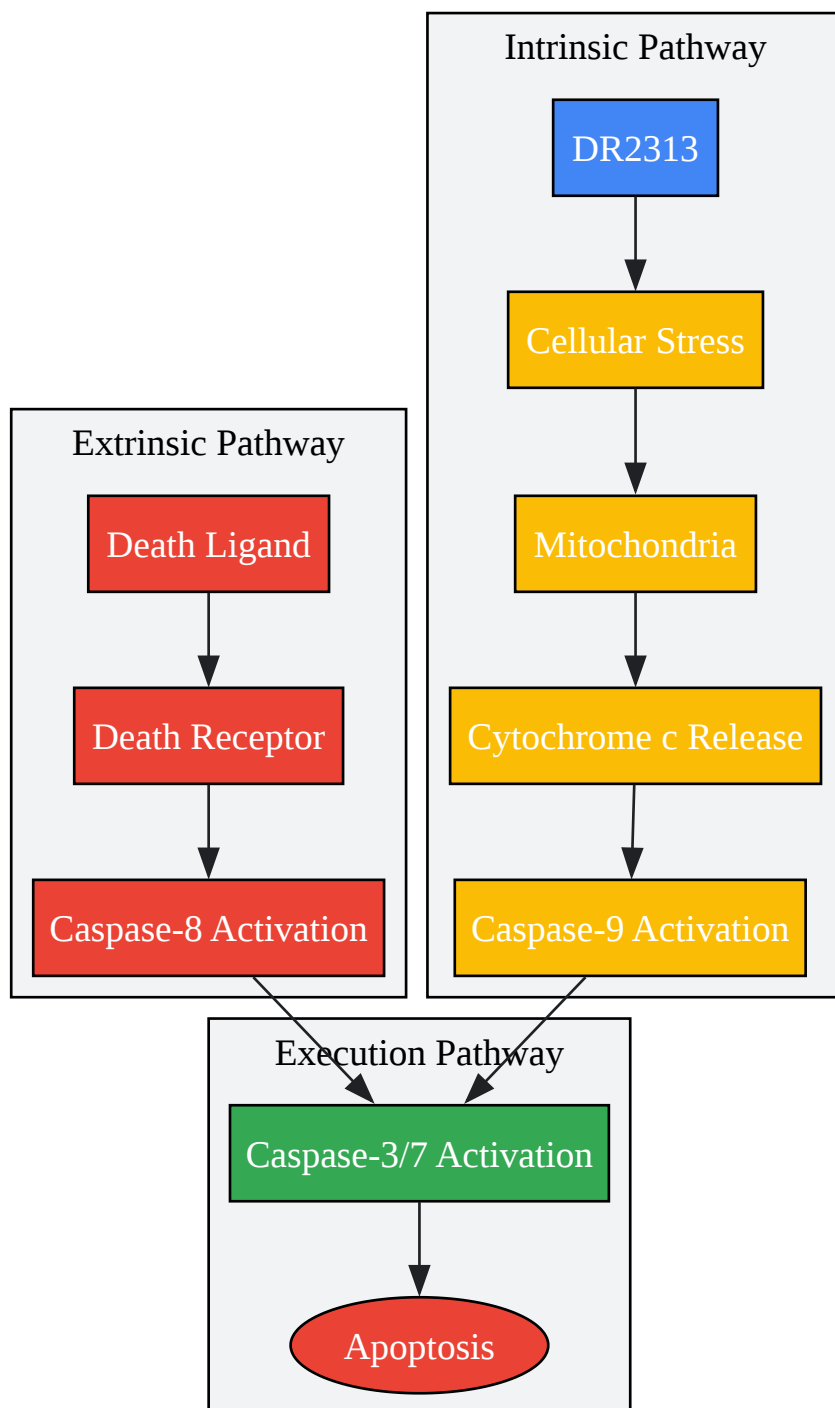 Intrinsic Pathway
DR2313
Cellular Stress
Extrinsic Pathway
Death Ligand
Mitochondria
Death Receptor
Cytochrome c Release
Caspase-8 Activation
Caspase-9 Activation
Execution Pathway
Caspase-3/7 Activation
Apoptosis